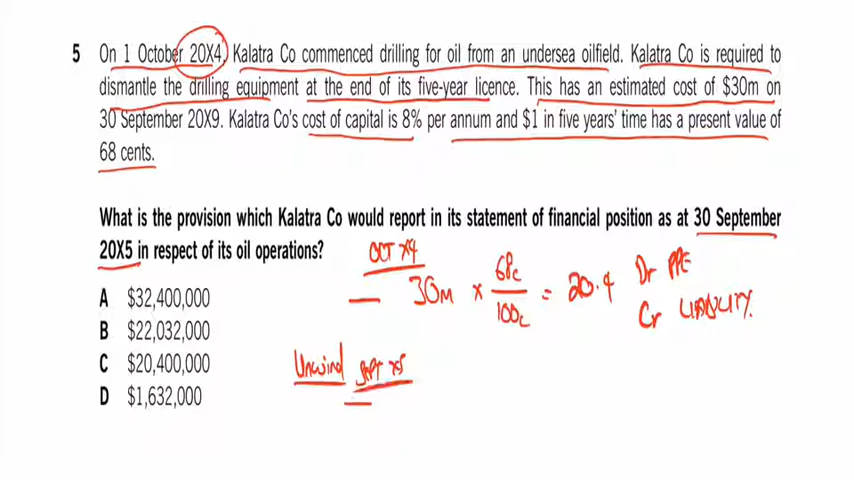 5 On 1 October 20X4, Kalatra Co commenced drilling for oil from an undersea oilfield. Kalatra Co is required to
dismantle the drilling equipment at the end of its five-year licence. This has an estimated cost of $30m on
30 September 20X9. Kalatra Co's cost of capital is 8% per annum and $1 in five years' time has a present value of
68 cents.
What is the provision which Kalatra Co would report in its statement of financial position as at 30 September
20X5 in respect of its oil operations?
OCT X4
A $32,400,000
30M x 68c / 100c = 20.4
Dr PPE
Cr LIABILITY.
B $22,032,000
C $20,400,000
Unwind SEPT X5
D $1,632,000